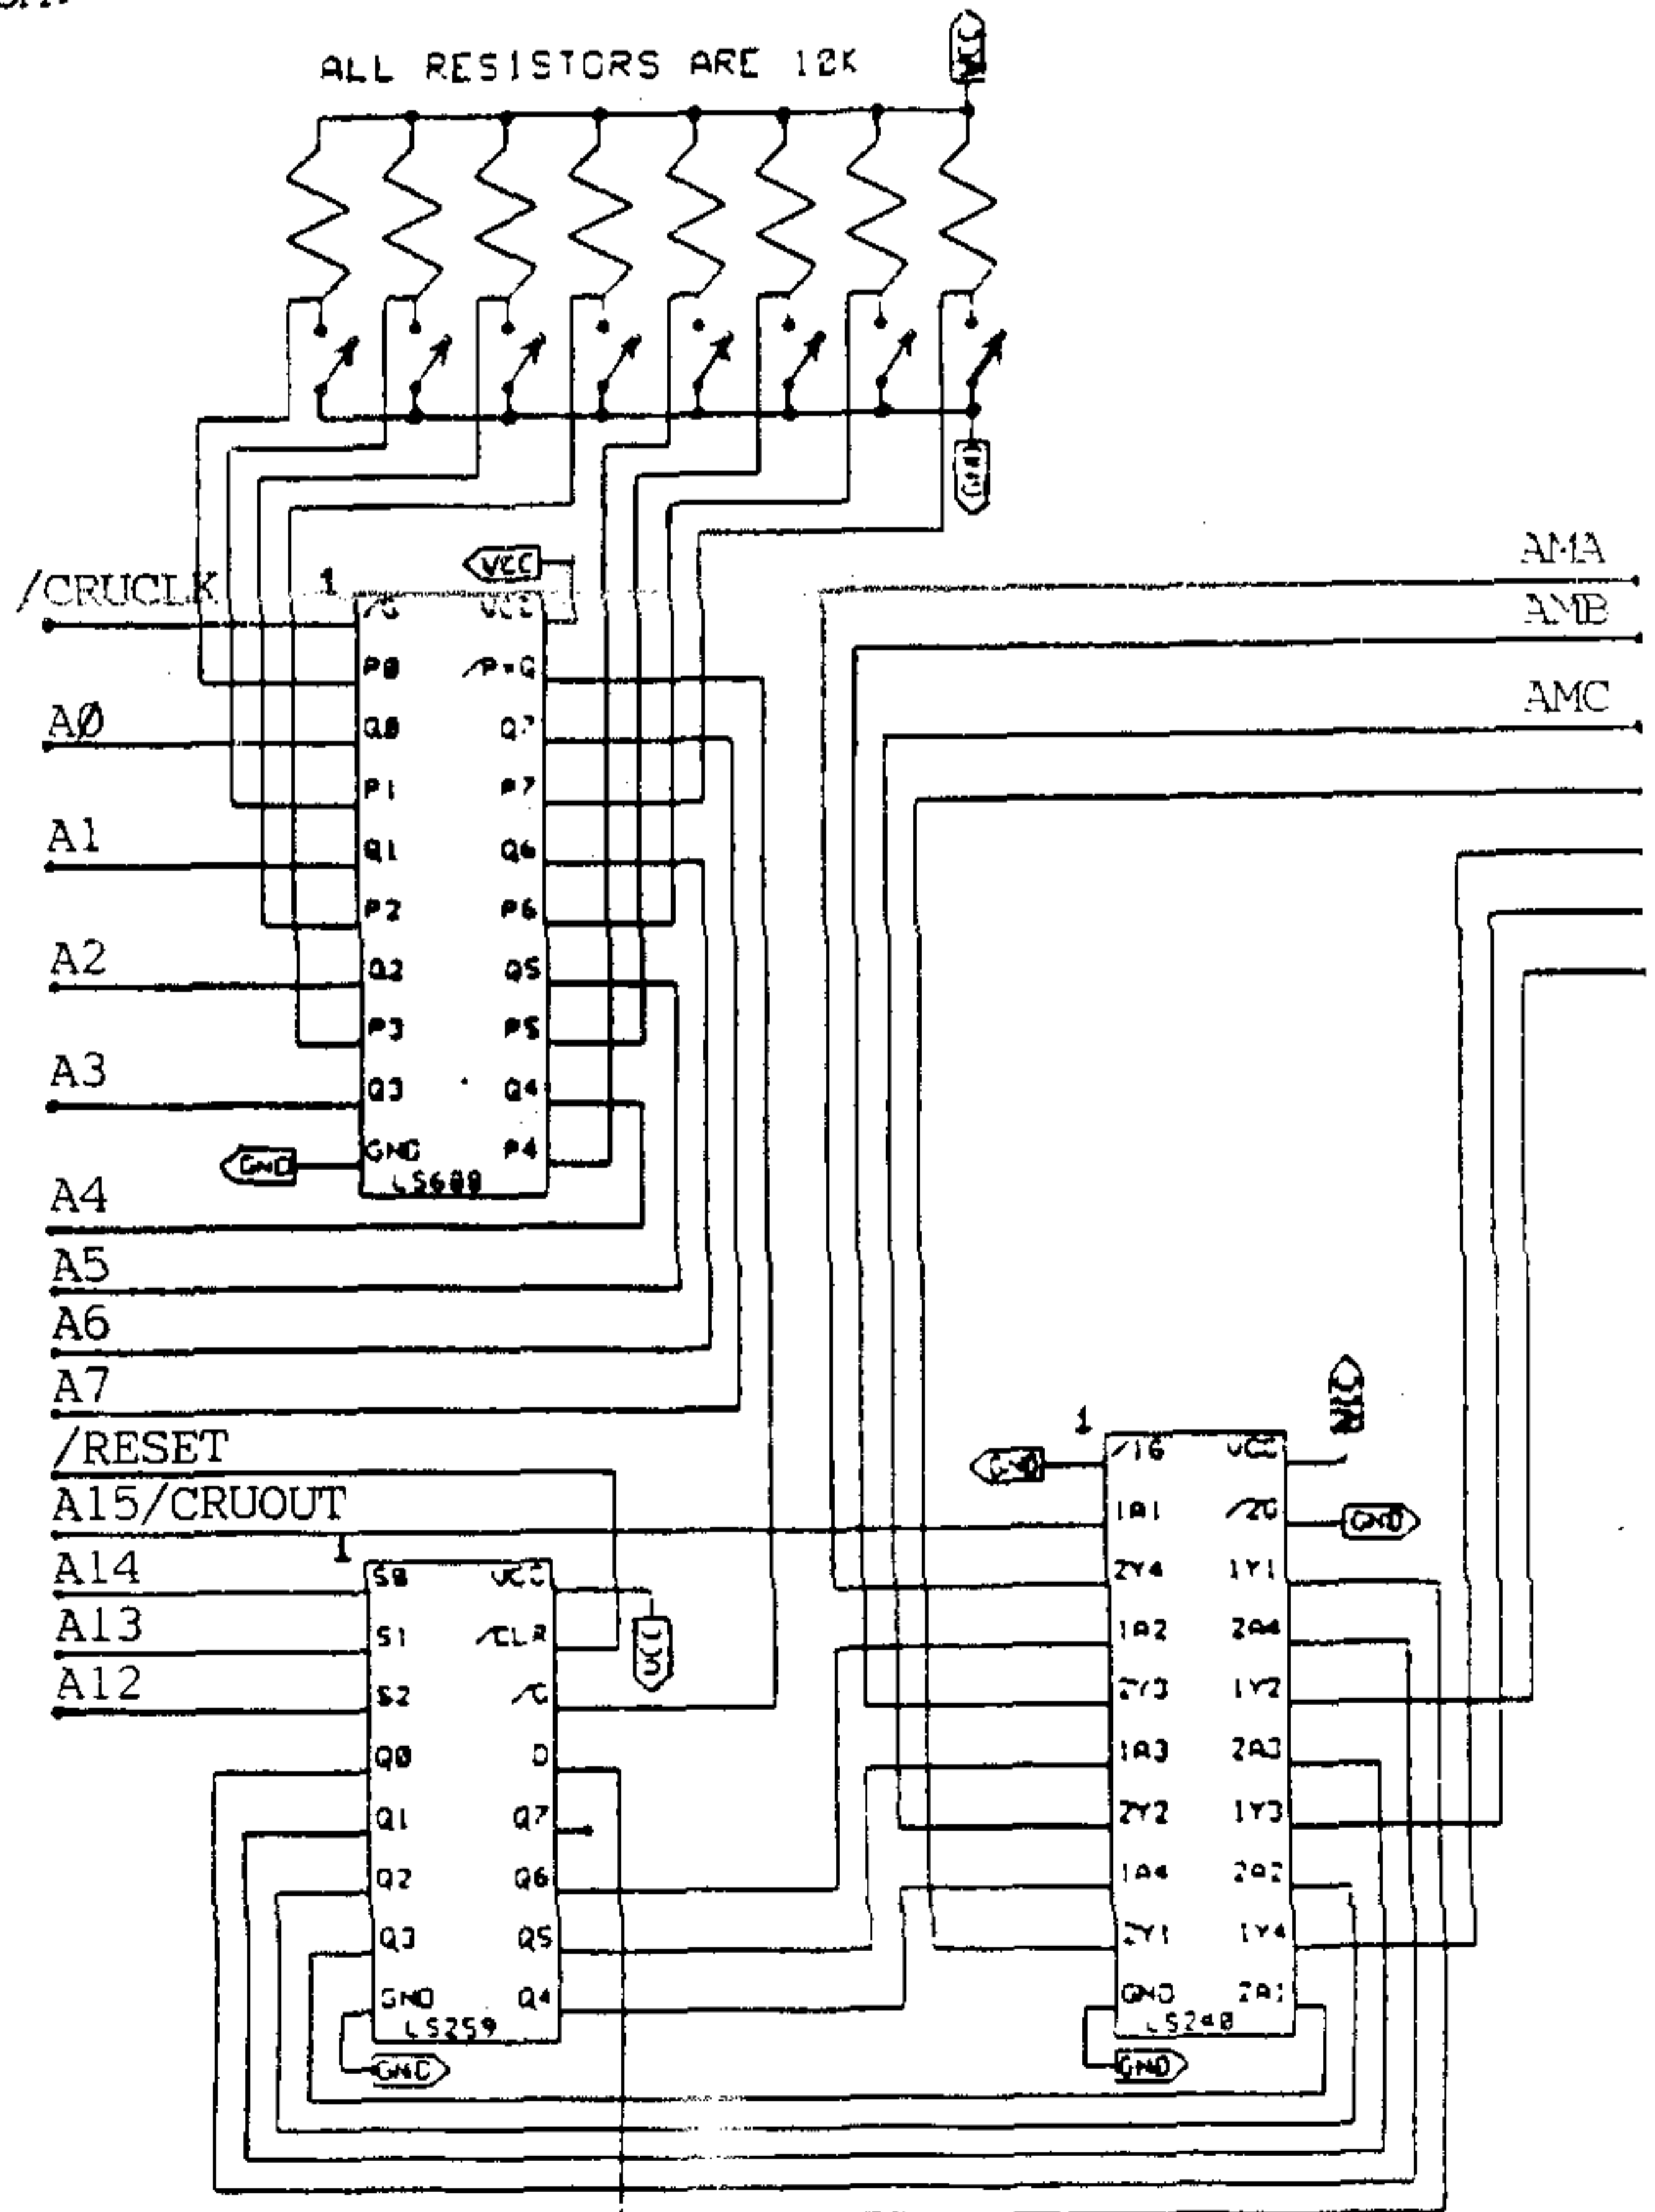 ALL RESISTORS ARE 10K
VCC
GND
/CRUCLK
A0
A1
A2
A3
A4
A5
A6
A7
/RESET
A15/CRUOUT
A14
A13
A12
AMA
AMB
AMC
1
VCC
/G VCC
P0 /P=Q
Q0 Q7
P1 P7
Q1 Q6
P2 P6
Q2 Q5
P3 P5
Q3 Q4
GND P4
LS688
GND
1
S0 VCC
S1 /CLR
S2 /G
Q0 D
Q1 Q7
Q2 Q6
Q3 Q5
GND Q4
LS259
VCC
GND
1
GND
/1G VCC
1A1 /2G
2Y4 1Y1
1A2 2A4
2Y3 1Y2
1A3 2A3
2Y2 1Y3
1A4 2A2
2Y1 1Y4
GND 2A1
LS240
GND
GND